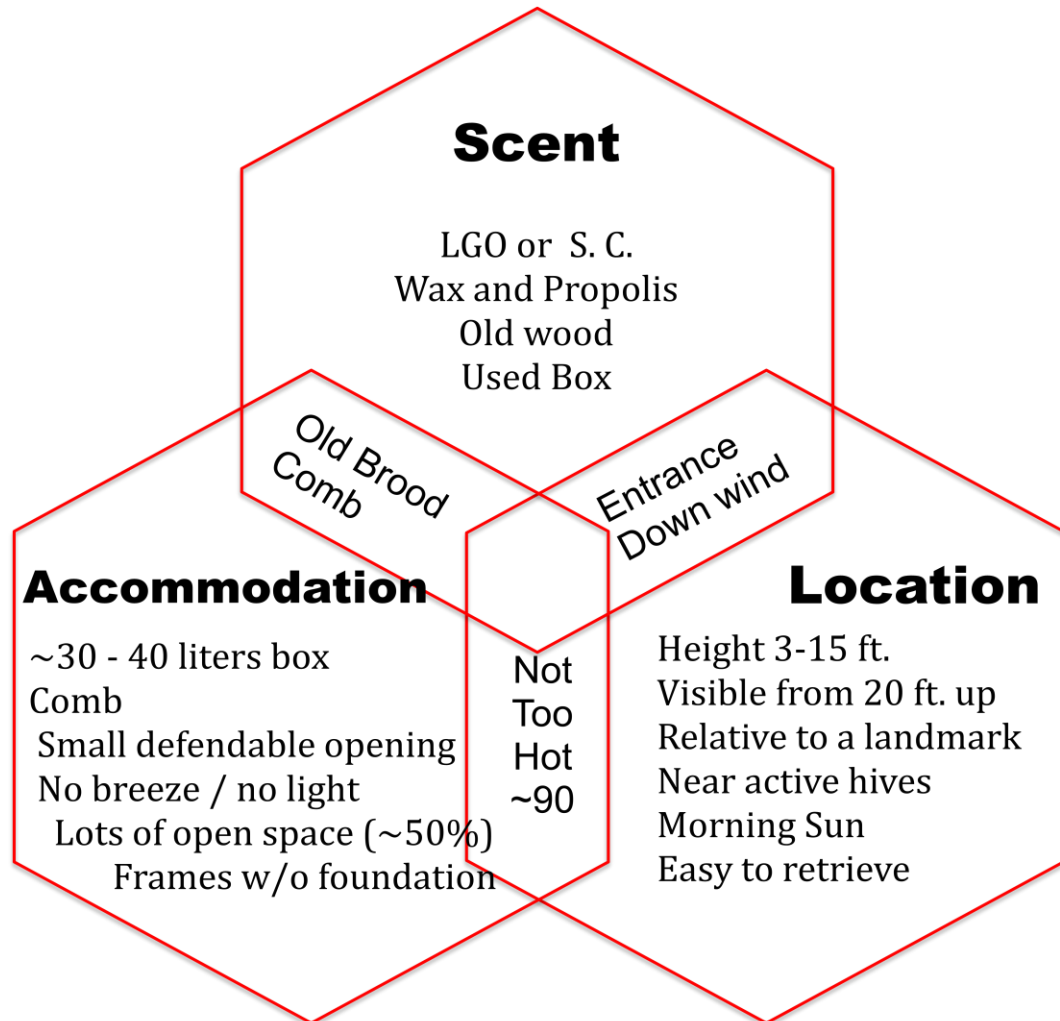 Scent
LGO or S. C.
Wax and Propolis
Old wood
Used Box
Old Brood
Comb
Entrance
Down wind
Accommodation
~30 - 40 liters box
Comb
Small defendable opening
No breeze / no light
Lots of open space (~50%)
Frames w/o foundation
Not
Too
Hot
~90
Location
Height 3-15 ft.
Visible from 20 ft. up
Relative to a landmark
Near active hives
Morning Sun
Easy to retrieve